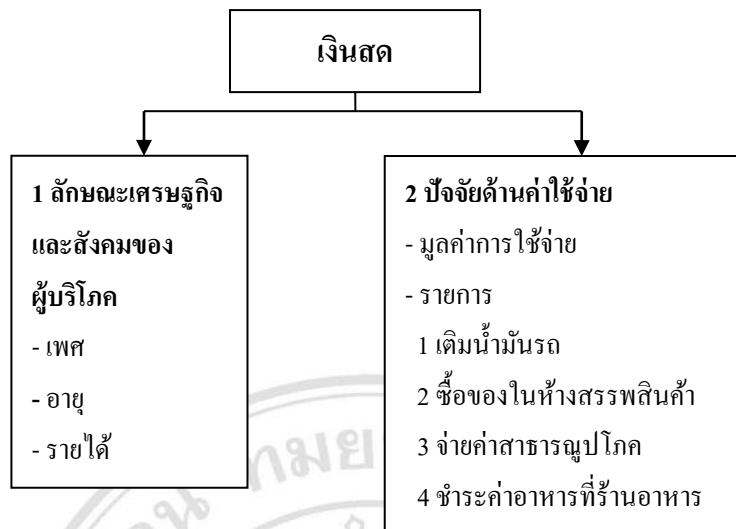 เงินสด
1 ลักษณะเศรษฐกิจ
และสังคมของ
ผู้บริโภค
- เพศ
- อายุ
- รายได้
2 ปัจจัยด้านค่าใช้จ่าย
- มูลค่าการใช้จ่าย
- รายการ
1 เติมน้ำมันรถ
2 ซื้อของในห้างสรรพสินค้า
3 จ่ายค่าสาธารณูปโภค
4 ชำระค่าอาหารที่ร้านอาหาร